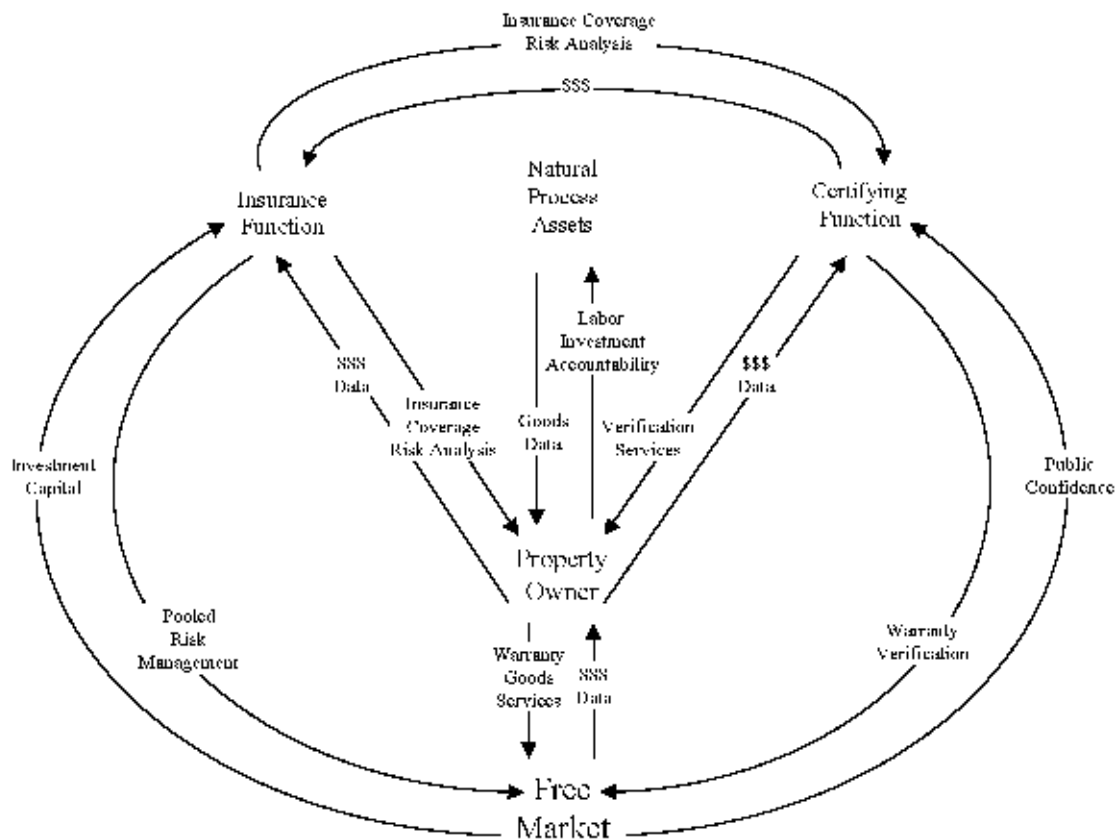 Insurance Coverage
Risk Analysis
$$$
Natural
Process
Assets
Insurance
Function
Certifying
Function
Labor
Investment
Accountability
$$$
Data
$$$
Data
Insurance
Coverage
Risk Analysis
Goods
Data
Verification
Services
Investment
Capital
Public
Confidence
Property
Owner
Pooled
Risk
Management
Warranty
Verification
Warranty
Goods
Services
$$$
Data
Free
Market